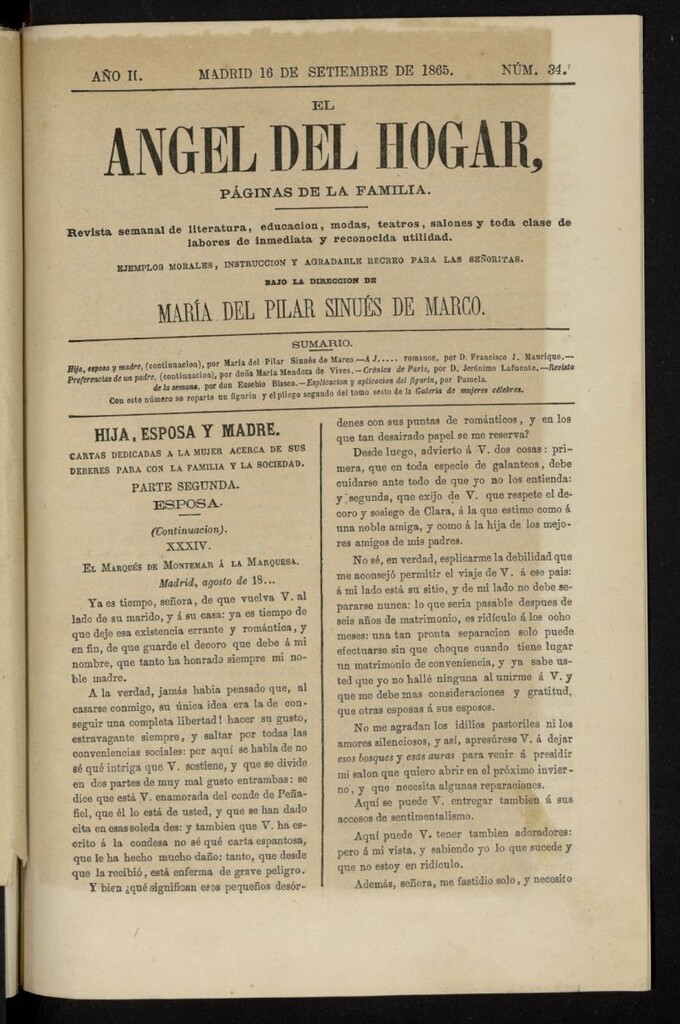 AÑO II. MADRID 16 DE SETIEMBRE DE 1865. NÚM. 34.
EL
ANGEL DEL HOGAR,
PÁGINAS DE LA FAMILIA.
Revista semanal de literatura, educacion, modas, teatros, salones y toda clase de
labores de inmediata y reconocida utilidad.
EJEMPLOS MORALES, INSTRUCCION Y AGRADABLE RECREO PARA LAS SEÑORITAS.
BAJO LA DIRECCION DE
MARÍA DEL PILAR SINUÉS DE MARCO.
SUMARIO.
Hija, esposa y madre, (continuacion), por María del Pilar Sinués de Marco.—A J..... romance, por D. Francisco J. Manrique.—
Preferencias de un padre, (continuacion), por doña María Mendoza de Vives.—Crónica de París, por D. Jerónimo Lafuente.—Revista
de la semana, por don Eusebio Blasco.—Esplicacion y aplicacion del figurin, por Pamela.
Con este número se reparte un figurin y el pliego segundo del tomo sesto de la Galería de mujeres célebres.
HIJA, ESPOSA Y MADRE.
CARTAS DEDICADAS A LA MUJER ACERCA DE SUS
DEBERES PARA CON LA FAMILIA Y LA SOCIEDAD.
PARTE SEGUNDA.
ESPOSA.
(Continuacion).
XXXIV.
EL MARQUÉS DE MONTEMAR Á LA MARQUESA.
Madrid, agosto de 18...
Ya es tiempo, señora, de que vuelva V. al
lado de su marido, y á su casa: ya es tiempo de
que deje esa existencia errante y romántica, y
en fin, de que guarde el decoro que debe á mi
nombre, que tanto ha honrado siempre mi no-
ble madre.
A la verdad, jamás habia pensado que, al
casarse conmigo, su única idea era la de con-
seguir una completa libertad! hacer su gusto,
estravagante siempre, y saltar por todas las
conveniencias sociales: por aquí se habla de no
sé qué intriga que V. sostiene, y que se divide
en dos partes de muy mal gusto entrambas: se
dice que está V. enamorada del conde de Peña-
fiel, que él lo está de usted, y que se han dado
cita en esas soleda des: y tambien que V. ha es-
crito á la condesa no sé qué carta espantosa,
que le ha hecho mucho daño: tanto, que desde
que la recibió, está enferma de grave peligro.
Y bien ¿qué significan esos pequeños desór-
denes con sus puntas de románticos, y en los
que tan desairado papel se me reserva?
Desde luego, advierto á V. dos cosas: pri-
mera, que en toda especie de galanteos, debe
cuidarse ante todo de que yo no los entienda:
y segunda, que exijo de V. que respete el de-
coro y sosiego de Clara, á la que estimo como á
una noble amiga, y como á la hija de los mejo-
res amigos de mis padres.
No sé, en verdad, esplicarme la debilidad que
me aconsejó permitir el viaje de V. á ese pais:
á mi lado está su sitio, y de mi lado no debe se-
pararse nunca: lo que seria pasable despues de
seis años de matrimonio, es ridículo á los ocho
meses: una tan pronta separacion solo puede
efectuarse sin que choque cuando tiene lugar
un matrimonio de conveniencia, y ya sabe us-
ted que yo no hallé ninguna al unirme á V. y
que me debe mas consideraciones y gratitud,
que otras esposas á sus esposos.
No me agradan los idilios pastoriles ni los
amores silenciosos, y así, apresúrese V. á dejar
esos bosques y esas auras para venir á presidir
mi salon que quiero abrir en el próximo invier-
no, y que necesita algunas reparaciones.
Aquí se puede V. entregar tambien á sus
accesos de sentimentalismo.
Aquí puede V. tener tambien adoradores:
pero á mi vista, y sabiendo yo lo que sucede y
que no estoy en ridículo.
Además, señora, me fastidio solo, y necesito